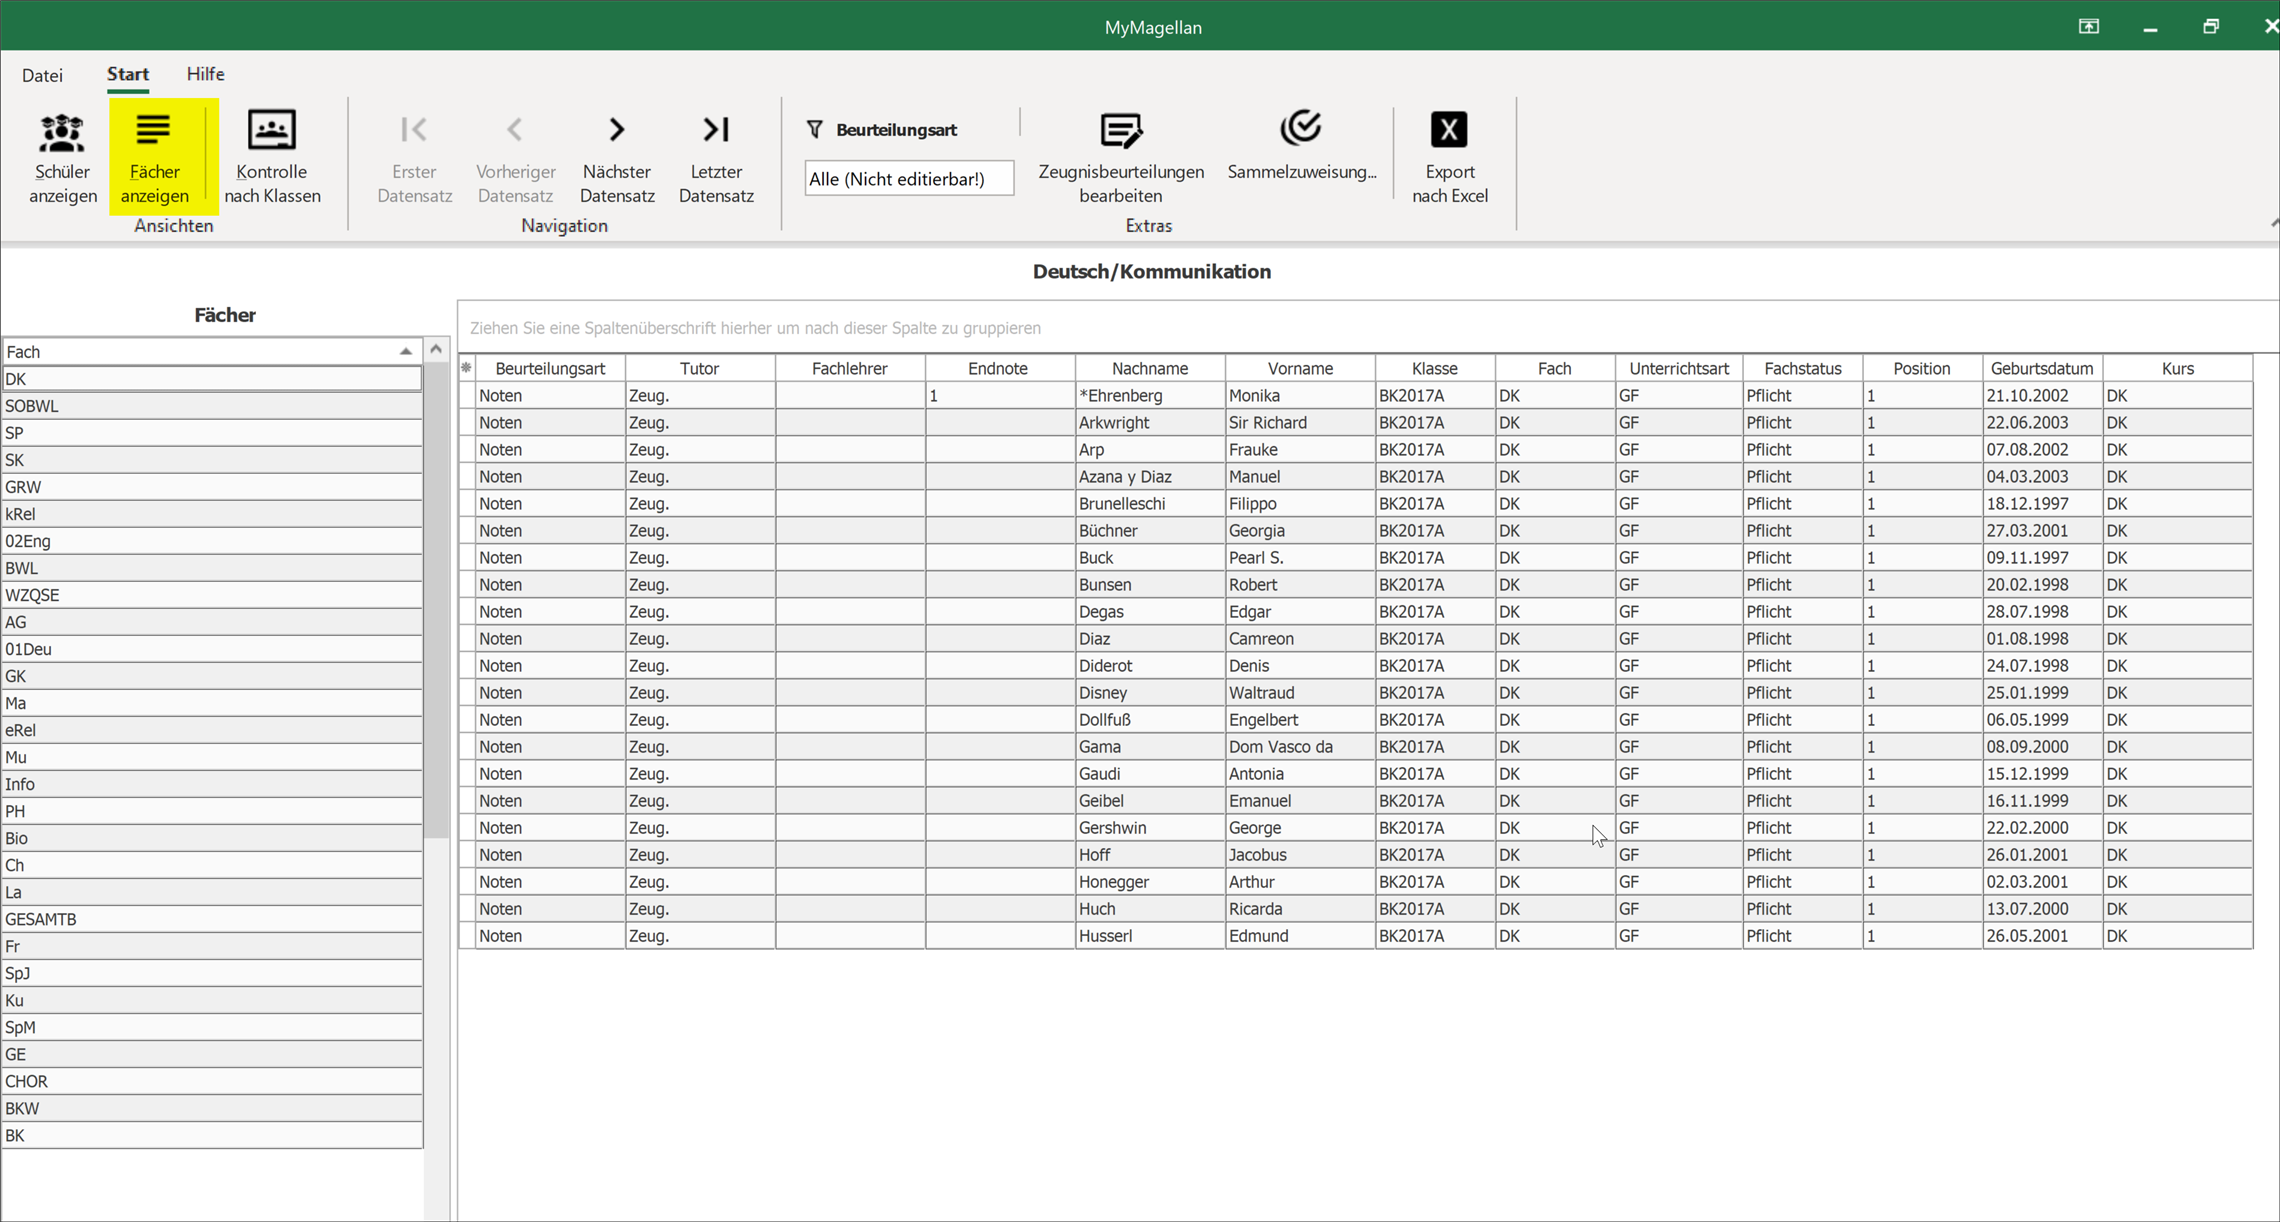 MyMagellan
Datei Start Hilfe
Schüler anzeigen
Fächer anzeigen
Kontrolle nach Klassen
Ansichten
Erster Datensatz
Vorheriger Datensatz
Nächster Datensatz
Letzter Datensatz
Navigation
Beurteilungsart
Alle (Nicht editierbar!)
Zeugnisbeurteilungen bearbeiten
Sammelzuweisung...
Extras
X
Export nach Excel
Deutsch/Kommunikation
Fächer
Fach
DK
SOBWL
SP
SK
GRW
kRel
02Eng
BWL
WZQSE
AG
01Deu
GK
Ma
eRel
Mu
Info
PH
Bio
Ch
La
GESAMTB
Fr
SpJ
Ku
SpM
GE
CHOR
BKW
BK
Ziehen Sie eine Spaltenüberschrift hierher um nach dieser Spalte zu gruppieren
Beurteilungsart Tutor Fachlehrer Endnote Nachname Vorname Klasse Fach Unterrichtsart Fachstatus Position Geburtsdatum Kurs
Noten Zeug. 1 *Ehrenberg Monika BK2017A DK GF Pflicht 1 21.10.2002 DK
Noten Zeug. Arkwright Sir Richard BK2017A DK GF Pflicht 1 22.06.2003 DK
Noten Zeug. Arp Frauke BK2017A DK GF Pflicht 1 07.08.2002 DK
Noten Zeug. Azana y Diaz Manuel BK2017A DK GF Pflicht 1 04.03.2003 DK
Noten Zeug. Brunelleschi Filippo BK2017A DK GF Pflicht 1 18.12.1997 DK
Noten Zeug. Büchner Georgia BK2017A DK GF Pflicht 1 27.03.2001 DK
Noten Zeug. Buck Pearl S. BK2017A DK GF Pflicht 1 09.11.1997 DK
Noten Zeug. Bunsen Robert BK2017A DK GF Pflicht 1 20.02.1998 DK
Noten Zeug. Degas Edgar BK2017A DK GF Pflicht 1 28.07.1998 DK
Noten Zeug. Diaz Camreon BK2017A DK GF Pflicht 1 01.08.1998 DK
Noten Zeug. Diderot Denis BK2017A DK GF Pflicht 1 24.07.1998 DK
Noten Zeug. Disney Waltraud BK2017A DK GF Pflicht 1 25.01.1999 DK
Noten Zeug. Dollfuß Engelbert BK2017A DK GF Pflicht 1 06.05.1999 DK
Noten Zeug. Gama Dom Vasco da BK2017A DK GF Pflicht 1 08.09.2000 DK
Noten Zeug. Gaudi Antonia BK2017A DK GF Pflicht 1 15.12.1999 DK
Noten Zeug. Geibel Emanuel BK2017A DK GF Pflicht 1 16.11.1999 DK
Noten Zeug. Gershwin George BK2017A DK GF Pflicht 1 22.02.2000 DK
Noten Zeug. Hoff Jacobus BK2017A DK GF Pflicht 1 26.01.2001 DK
Noten Zeug. Honegger Arthur BK2017A DK GF Pflicht 1 02.03.2001 DK
Noten Zeug. Huch Ricarda BK2017A DK GF Pflicht 1 13.07.2000 DK
Noten Zeug. Husserl Edmund BK2017A DK GF Pflicht 1 26.05.2001 DK